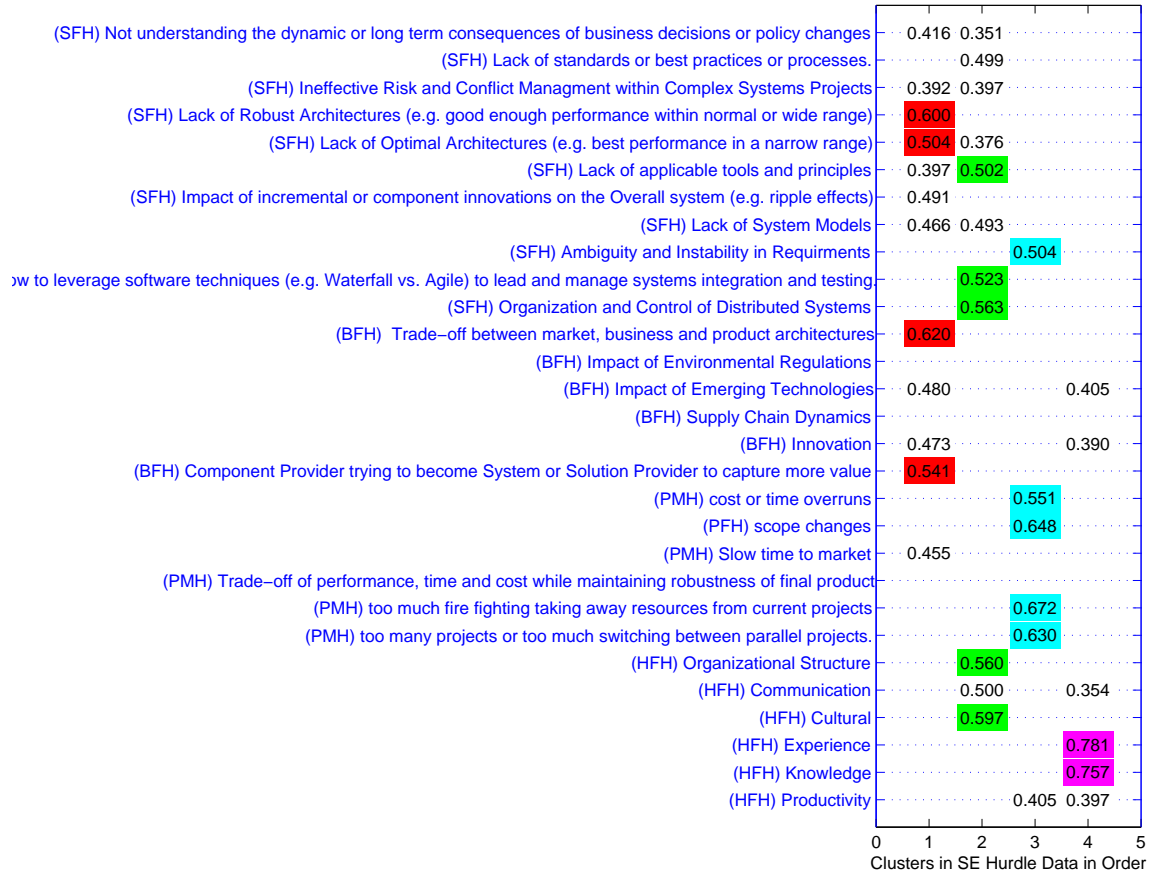 (SFH) Not understanding the dynamic or long term consequences of business decisions or policy changes 0.416 0.351
(SFH) Lack of standards or best practices or processes. 0.499
(SFH) Ineffective Risk and Conflict Managment within Complex Systems Projects 0.392 0.397
(SFH) Lack of Robust Architectures (e.g. good enough performance within normal or wide range) 0.600
(SFH) Lack of Optimal Architectures (e.g. best performance in a narrow range) 0.504 0.376
(SFH) Lack of applicable tools and principles 0.397 0.502
(SFH) Impact of incremental or component innovations on the Overall system (e.g. ripple effects) 0.491
(SFH) Lack of System Models 0.466 0.493
(SFH) Ambiguity and Instability in Requirments 0.504
to leverage software techniques (e.g. Waterfall vs. Agile) to lead and manage systems integration and testing. 0.523
(SFH) Organization and Control of Distributed Systems 0.563
(BFH) Trade−off between market, business and product architectures 0.620
(BFH) Impact of Environmental Regulations
(BFH) Impact of Emerging Technologies 0.480 0.405
(BFH) Supply Chain Dynamics
(BFH) Innovation 0.473 0.390
(BFH) Component Provider trying to become System or Solution Provider to capture more value 0.541
(PMH) cost or time overruns 0.551
(PFH) scope changes 0.648
(PMH) Slow time to market 0.455
(PMH) Trade−off of performance, time and cost while maintaining robustness of final product
(PMH) too much fire fighting taking away resources from current projects 0.672
(PMH) too many projects or too much switching between parallel projects. 0.630
(HFH) Organizational Structure 0.560
(HFH) Communication 0.500 0.354
(HFH) Cultural 0.597
(HFH) Experience 0.781
(HFH) Knowledge 0.757
(HFH) Productivity 0.405 0.397
0 1 2 3 4 5
Clusters in SE Hurdle Data in Order